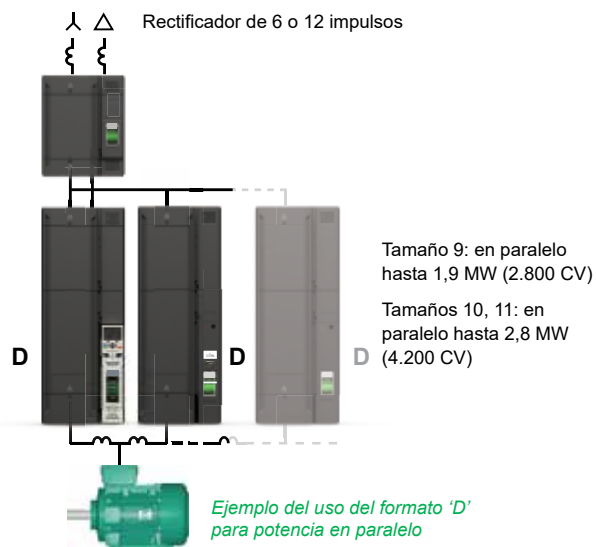 Rectificador de 6 o 12 impulsos
Tamaño 9: en paralelo
hasta 1,9 MW (2.800 CV)
Tamaños 10, 11: en
paralelo hasta 2,8 MW
(4.200 CV)
D
D
D
Ejemplo del uso del formato ‘D’
para potencia en paralelo